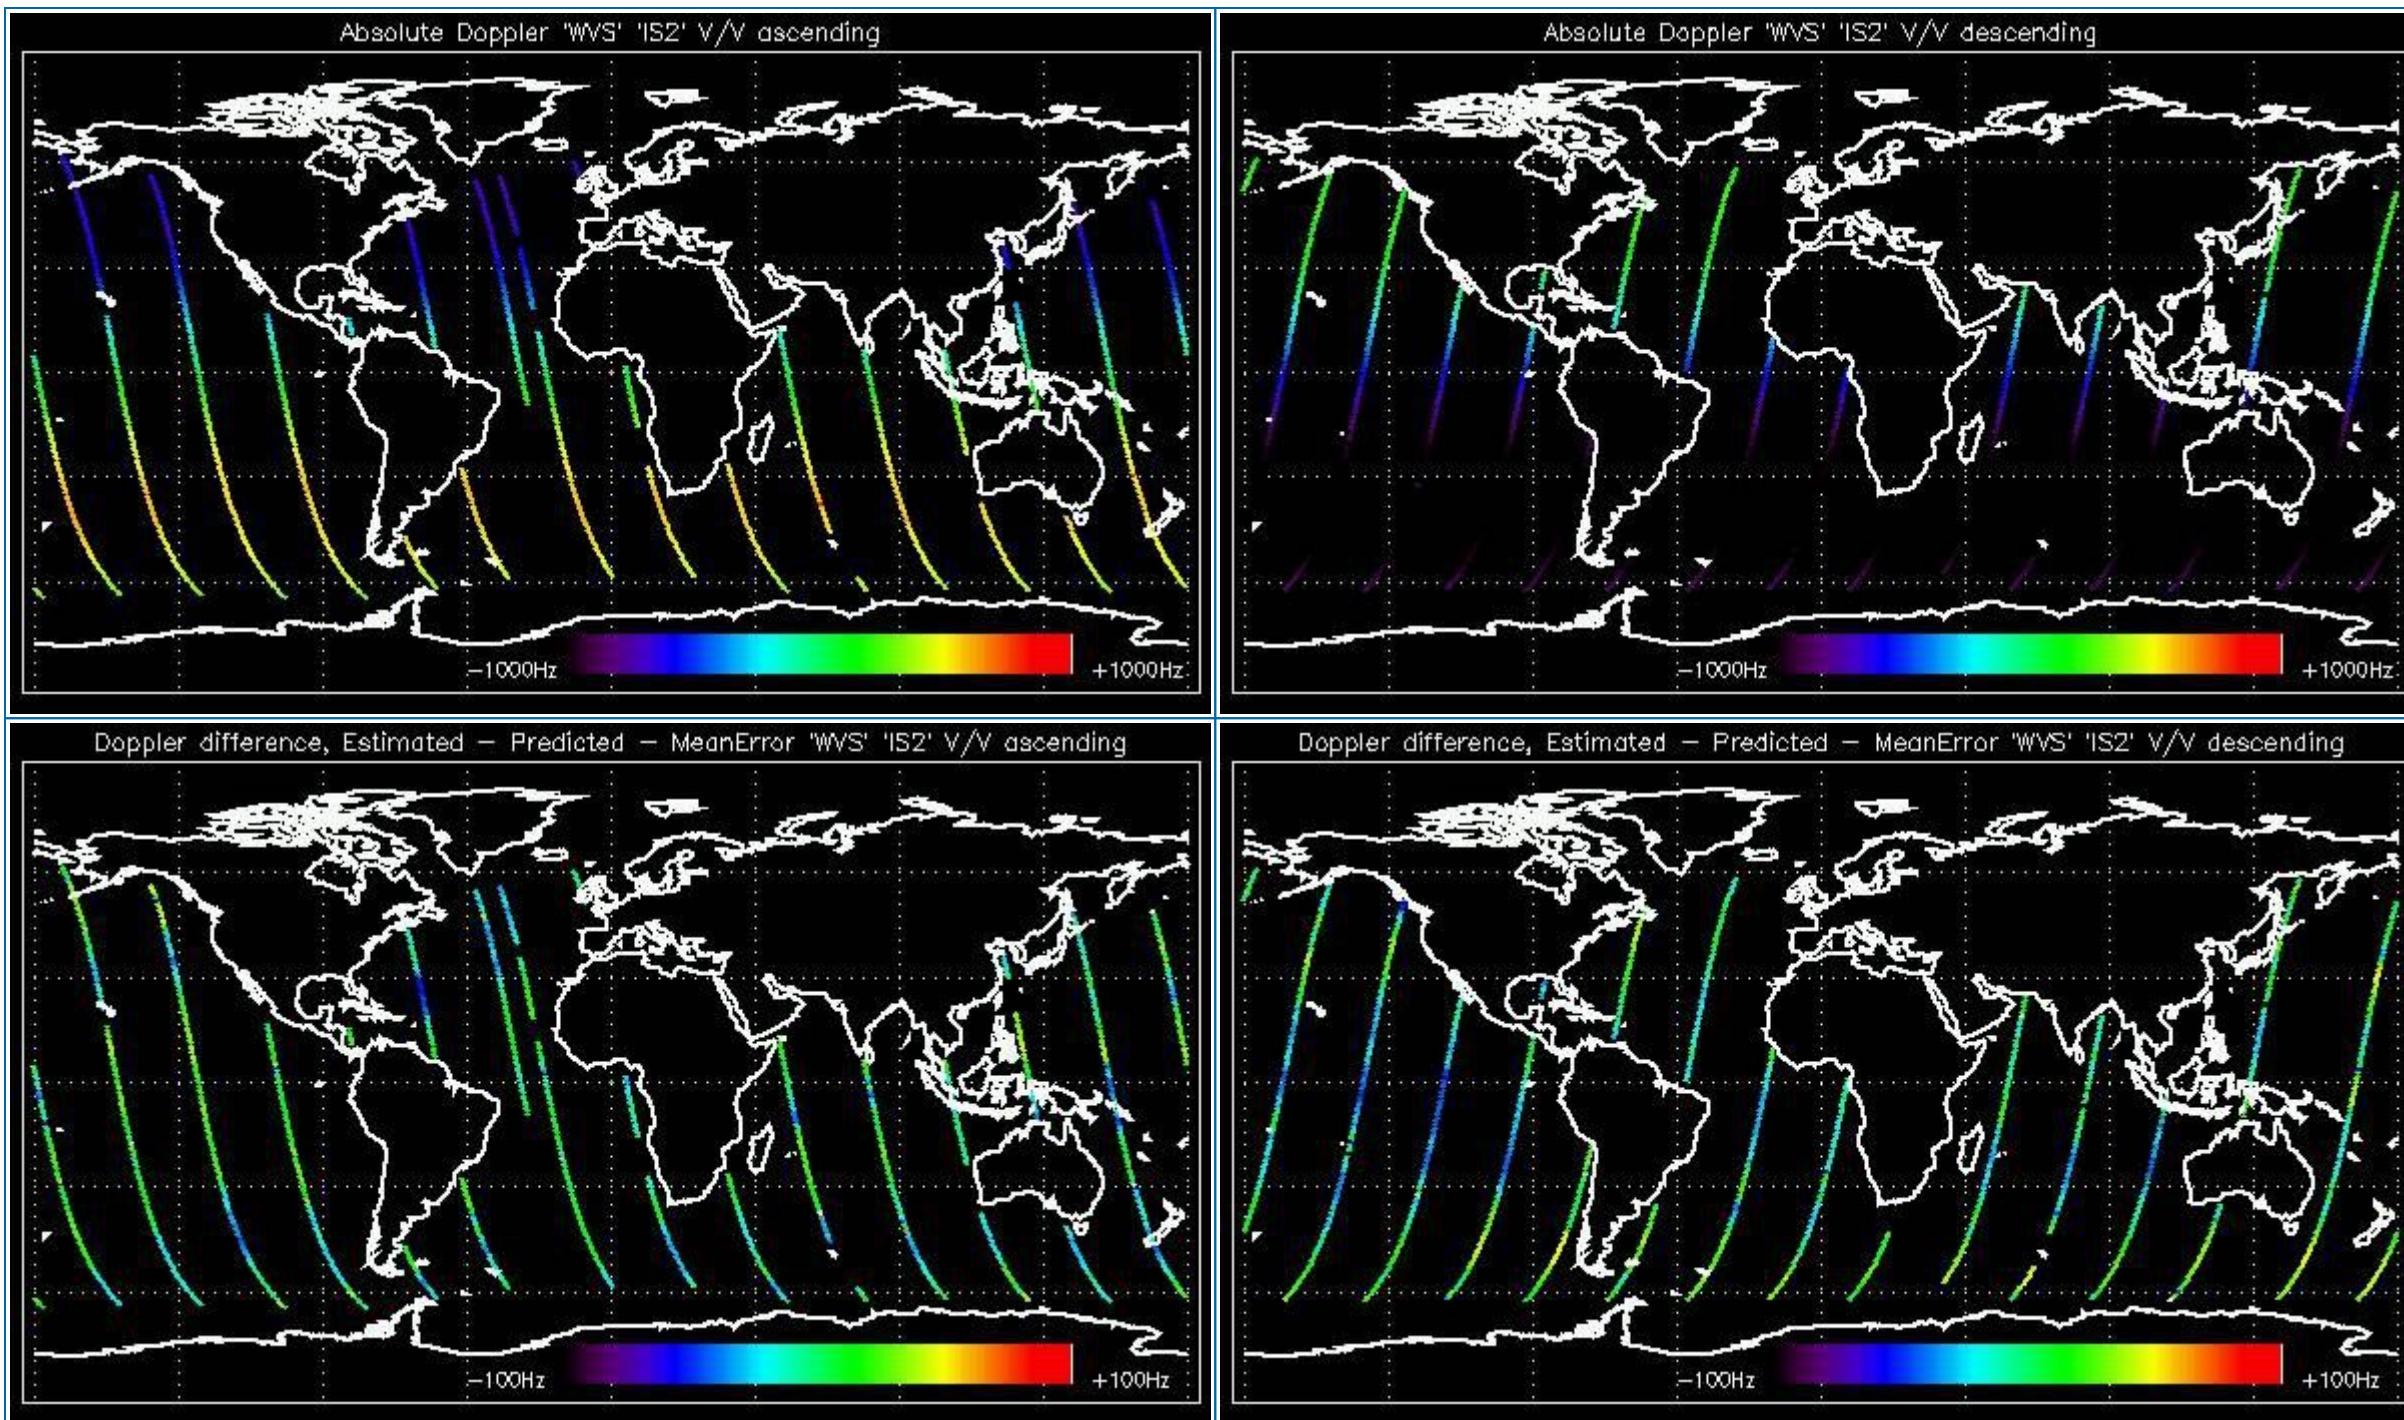 Absolute Doppler 'WVS' 'IS2' V/V ascending
-1000Hz
+1000Hz
Absolute Doppler 'WVS' 'IS2' V/V descending
-1000Hz
+1000Hz
Doppler difference, Estimated - Predicted - MeanError 'WVS' 'IS2' V/V ascending
-100Hz
+100Hz
Doppler difference, Estimated - Predicted - MeanError 'WVS' 'IS2' V/V descending
-100Hz
+100Hz